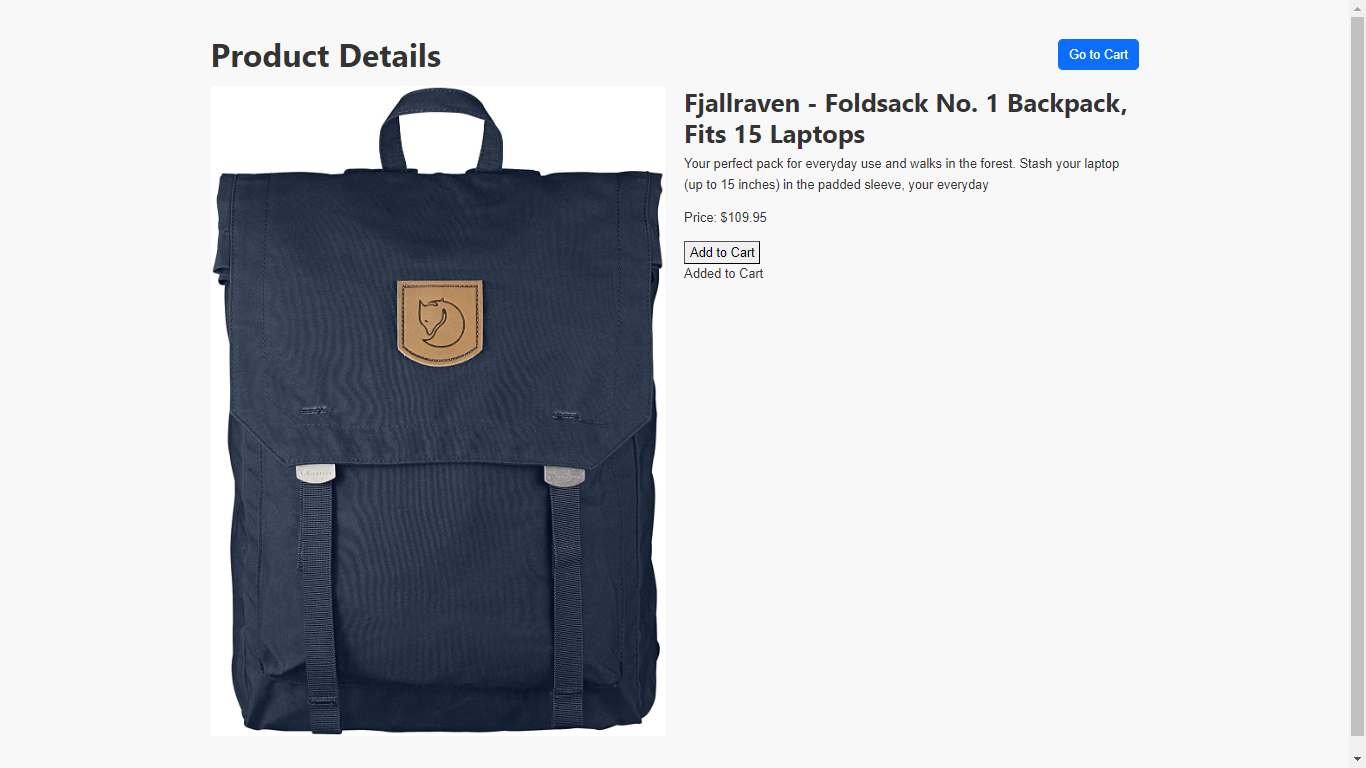 Product Details
Go to Cart
Fjallraven - Foldsack No. 1 Backpack,
Fits 15 Laptops
Your perfect pack for everyday use and walks in the forest. Stash your laptop
(up to 15 inches) in the padded sleeve, your everyday
Price: $109.95
Add to Cart
Added to Cart